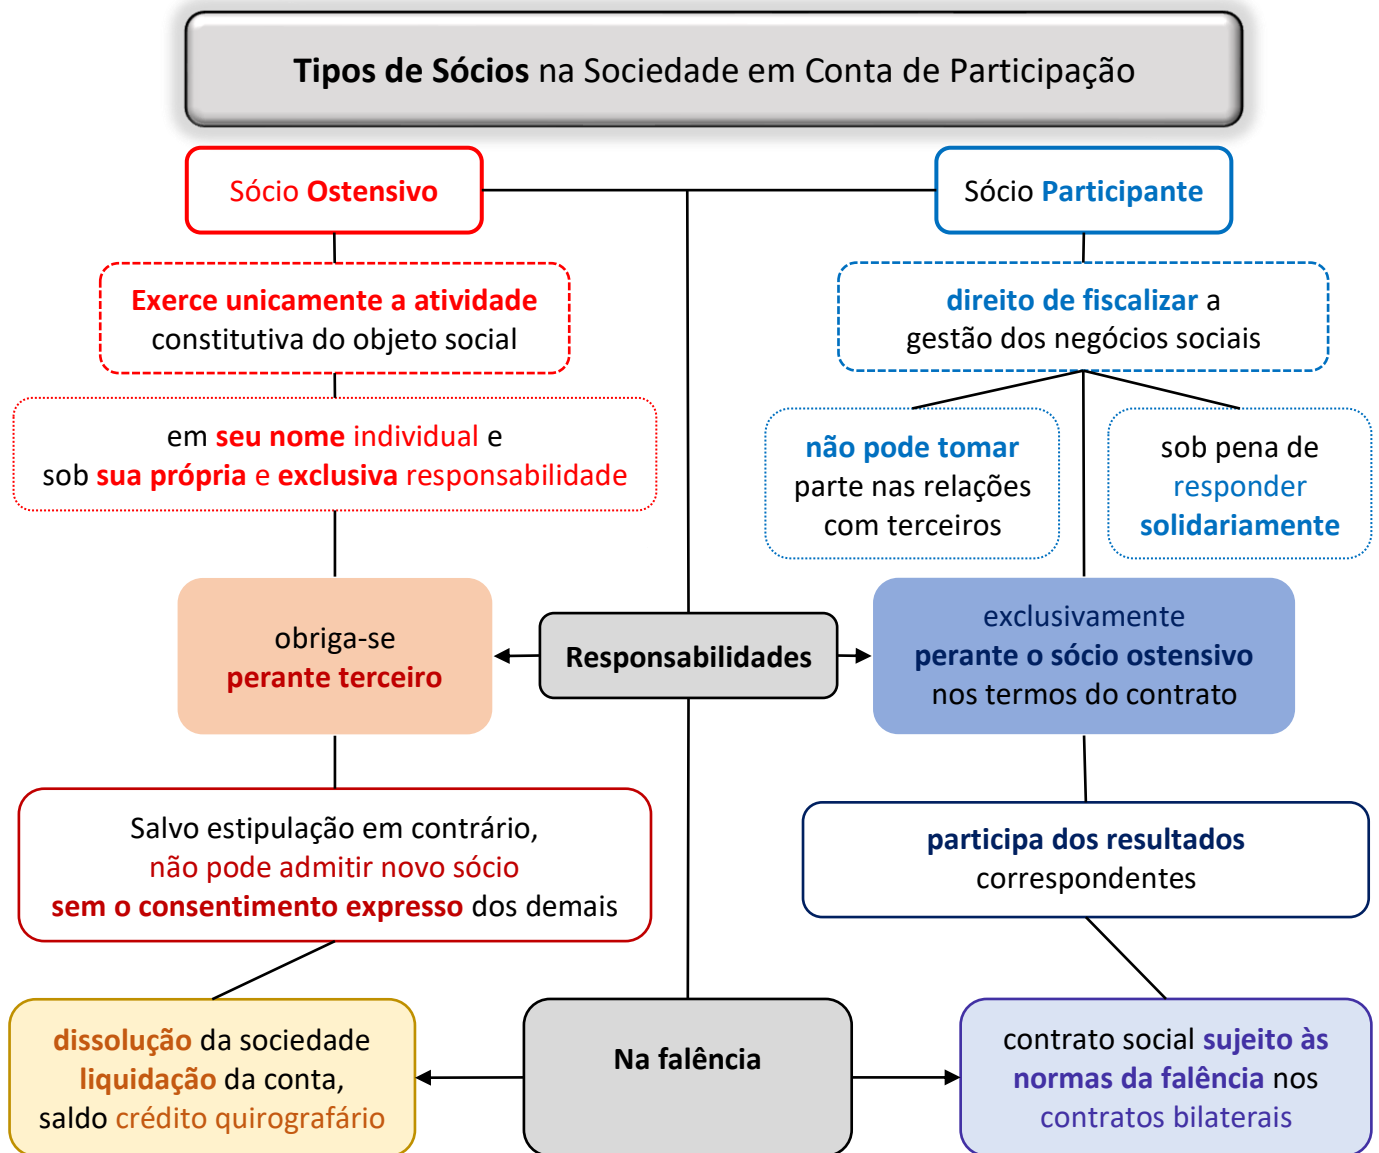 Tipos de Sócios na Sociedade em Conta de Participação
Sócio Ostensivo
Sócio Participante
Exerce unicamente a atividade
constitutiva do objeto social
direito de fiscalizar a
gestão dos negócios sociais
em seu nome individual e
sob sua própria e exclusiva responsabilidade
não pode tomar
parte nas relações
com terceiros
sob pena de
responder
solidariamente
obriga-se
perante terceiro
Responsabilidades
exclusivamente
perante o sócio ostensivo
nos termos do contrato
Salvo estipulação em contrário,
não pode admitir novo sócio
sem o consentimento expresso dos demais
participa dos resultados
correspondentes
dissolução da sociedade
liquidação da conta,
saldo crédito quirografário
Na falência
contrato social sujeito às
normas da falência nos
contratos bilaterais